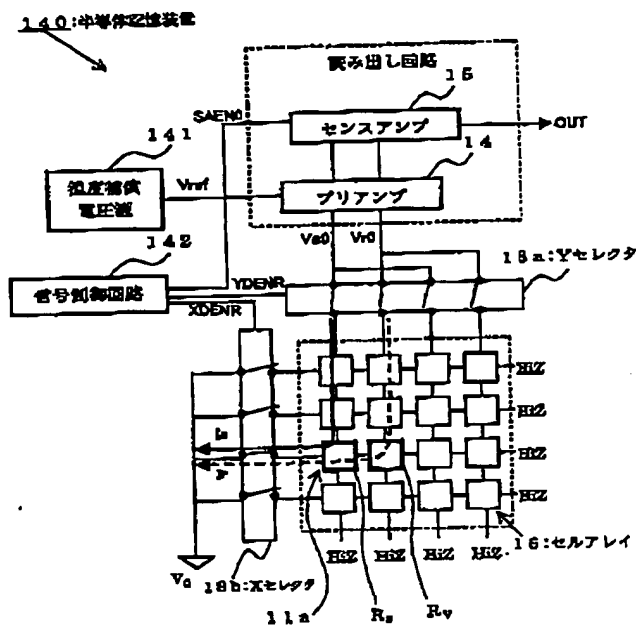 140:半導体記憶装置
読み出し回路
15
SAEN0
センスアンプ
OUT
141
14
温度補償
電圧源
Vref
プリアンプ
142
Vs0
Vr0
18a:Yセレクタ
信号制御回路
YDENR
XDENR
HiZ
HiZ
Is
HiZ
Ir
HiZ
16:セルアレイ
HiZ
HiZ
HiZ
HiZ
VG
18b:Xセレクタ
11a
Rs